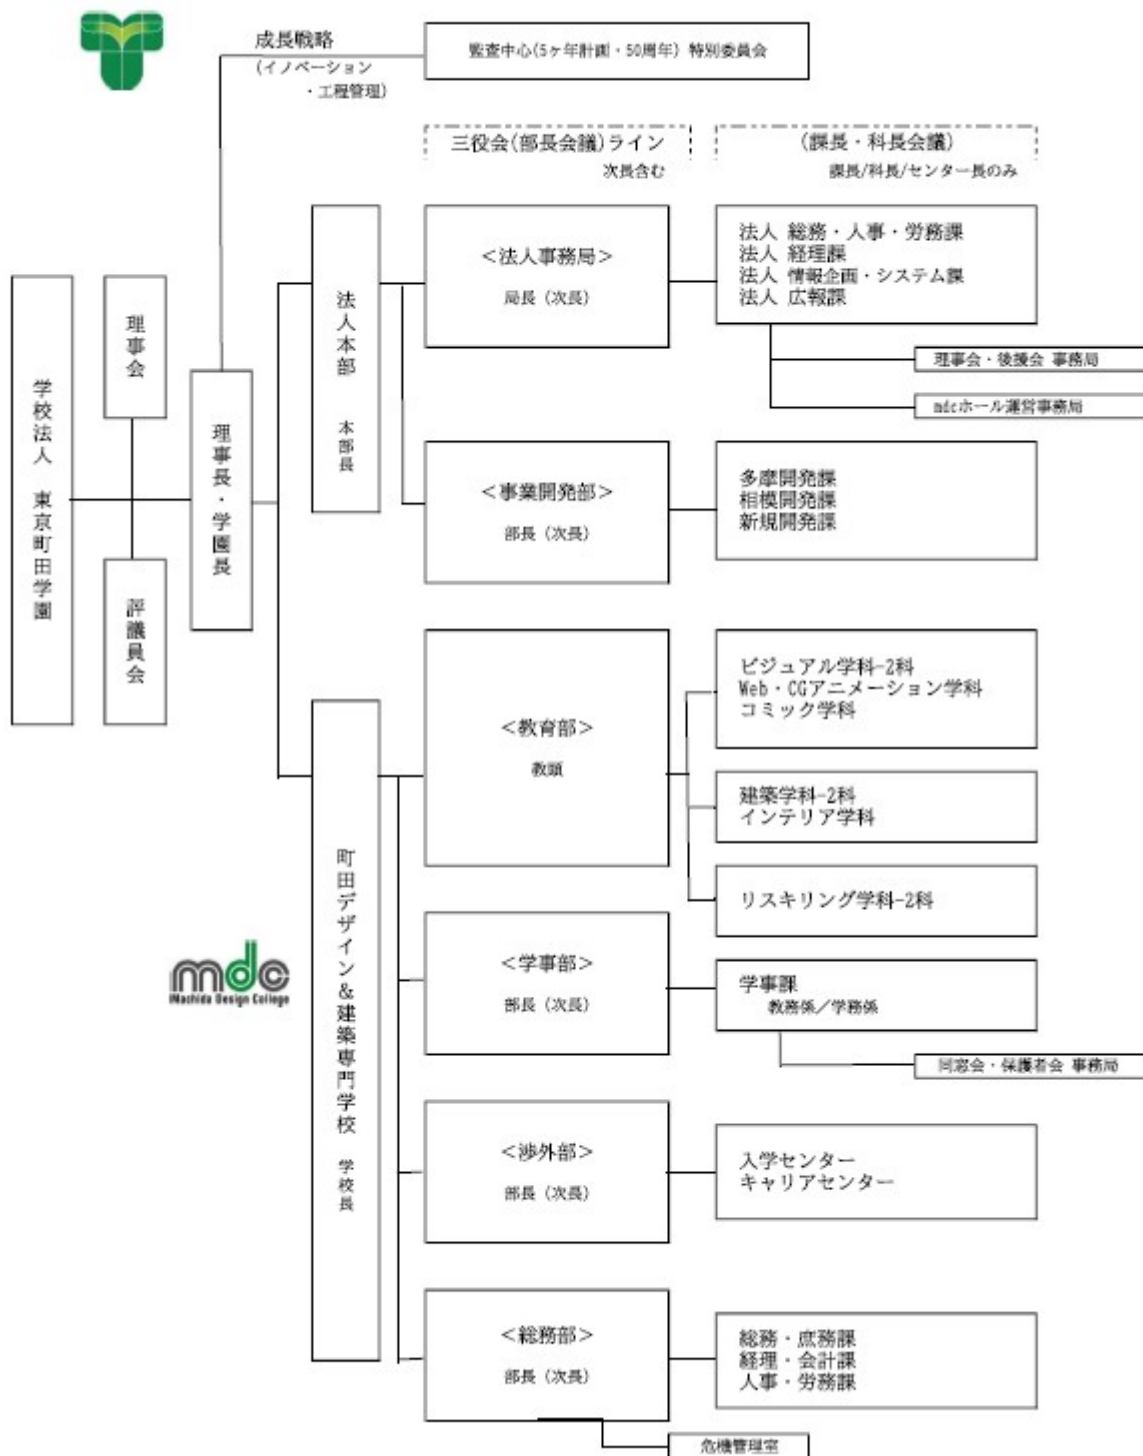 成長戦略
(イノベーション
・工程管理)
監査中心(5ヶ年計画・50周年) 特別委員会
三役会(部長会議)ライン
次長含む
(課長・科長会議)
課長/科長/センター長のみ
学校法人 東京町田学園
理事会
評議員会
理事長・学園長
法人本部 本部長
<法人事務局>
局長(次長)
法人 総務・人事・労務課
法人 経理課
法人 情報企画・システム課
法人 広報課
理事会・後援会 事務局
mdcホール運営事務局
<事業開発部>
部長(次長)
多摩開発課
相模開発課
新規開発課
町田デザイン&建築専門学校 学校長
mdc
Machida Design College
<教育部>
教頭
ビジュアル学科-2科
Web・CGアニメーション学科
コミック学科
建築学科-2科
インテリア学科
リスキリング学科-2科
<学事部>
部長(次長)
学事課
教務係/学務係
同窓会・保護者会 事務局
<渉外部>
部長(次長)
入学センター
キャリアセンター
<総務部>
部長(次長)
総務・庶務課
経理・会計課
人事・労務課
危機管理室